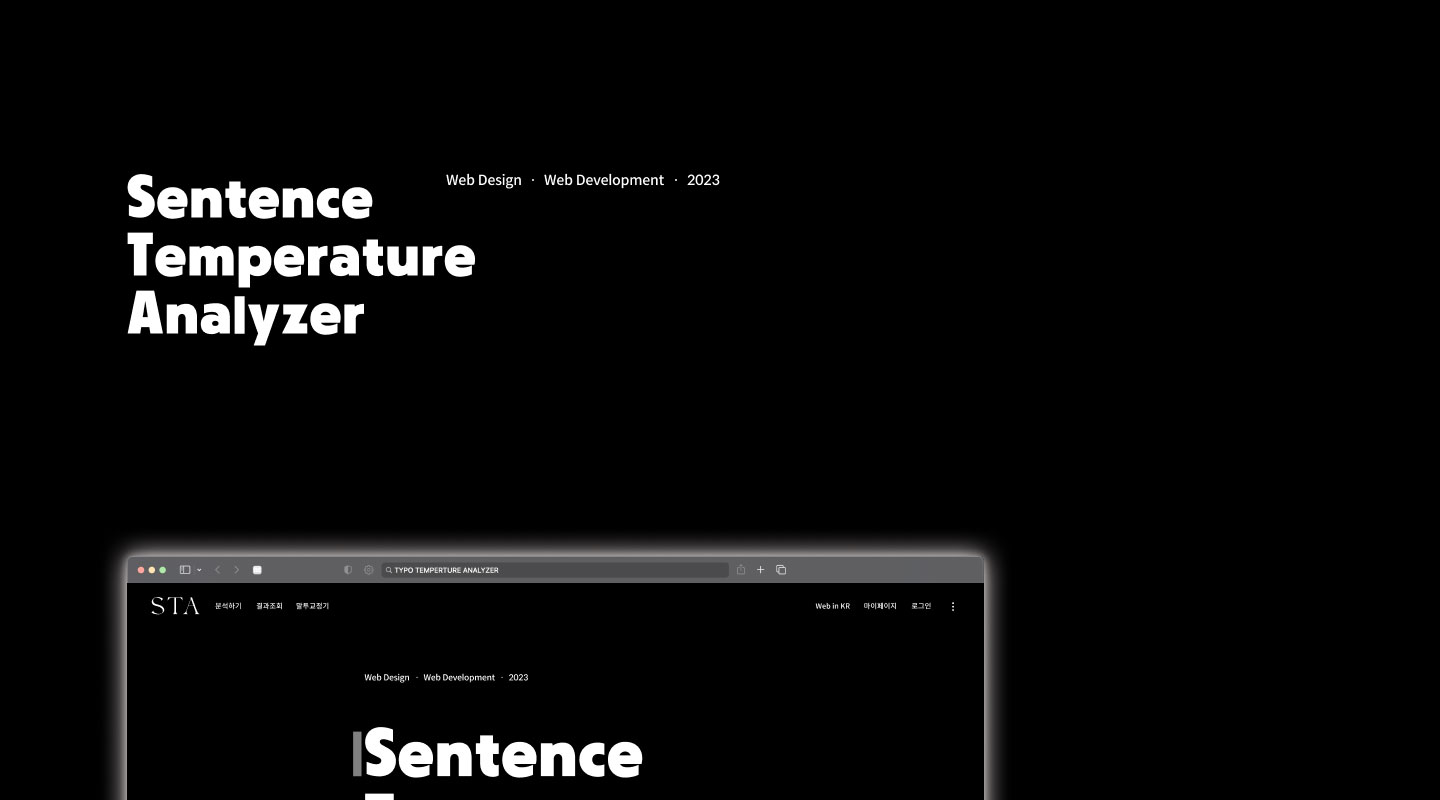 Sentence
Temperature
Analyzer
Web Design · Web Development · 2023
TYPO TEMPERTURE ANALYZER
STA 분석하기 결과조회 말투교정기 Web in KR 마이페이지 로그인
Web Design · Web Development · 2023
Sentence